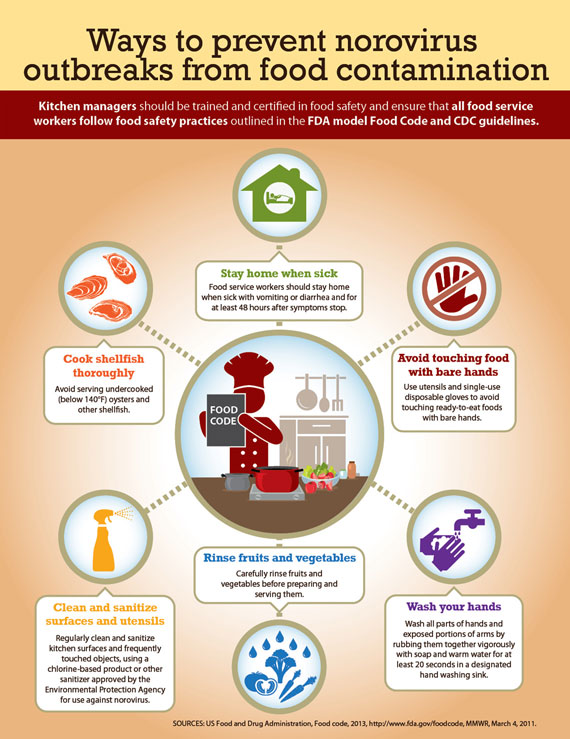 Ways to prevent norovirus
outbreaks from food contamination
Kitchen managers should be trained and certified in food safety and ensure that all food service
workers follow food safety practices outlined in the FDA model Food Code and CDC guidelines.
Stay home when sick
Food service workers should stay home
when sick with vomiting or diarrhea and for
at least 48 hours after symptoms stop.
Cook shellfish
thoroughly
Avoid serving undercooked
(below 140°F) oysters and
other shellfish.
Avoid touching food
with bare hands
Use utensils and single-use
disposable gloves to avoid
touching ready-to-eat foods
with bare hands.
FOOD
CODE
Rinse fruits and vegetables
Carefully rinse fruits and
vegetables before preparing and
serving them.
Clean and sanitize
surfaces and utensils
Regularly clean and sanitize
kitchen surfaces and frequently
touched objects, using a
chlorine-based product or other
sanitizer approved by the
Environmental Protection Agency
for use against norovirus.
Wash your hands
Wash all parts of hands and
exposed portions of arms by
rubbing them together vigorously
with soap and warm water for at
least 20 seconds in a designated
hand washing sink.
SOURCES: US Food and Drug Administration, Food code, 2013, http://www.fda.gov/foodcode, MMWR, March 4, 2011.